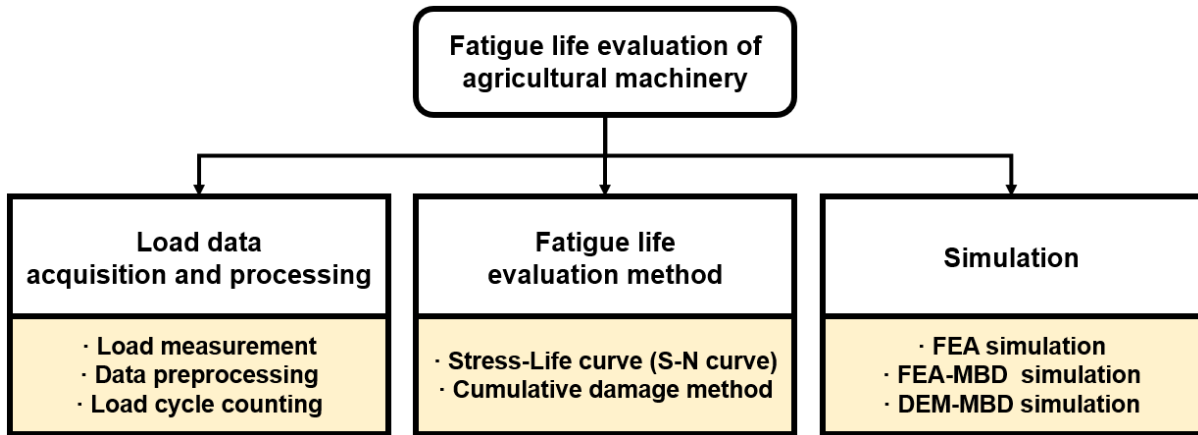 Fatigue life evaluation of
agricultural machinery
Load data
acquisition and processing
· Load measurement
· Data preprocessing
· Load cycle counting
Fatigue life
evaluation method
· Stress-Life curve (S-N curve)
· Cumulative damage method
Simulation
· FEA simulation
· FEA-MBD simulation
· DEM-MBD simulation